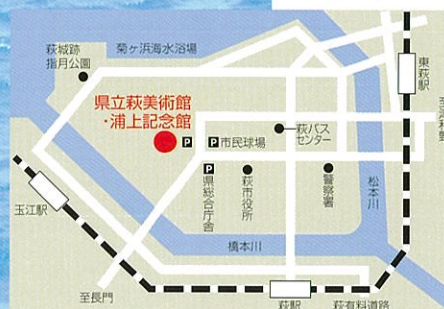 萩城跡
指月公園
菊ヶ浜海水浴場
東萩駅
県立萩美術館
・浦上記念館
P
P市民球場
萩バス
センター
P
県総合庁舎
萩市役所
警察署
松本川
玉江駅
橋本川
至長門
萩駅
萩有料道路